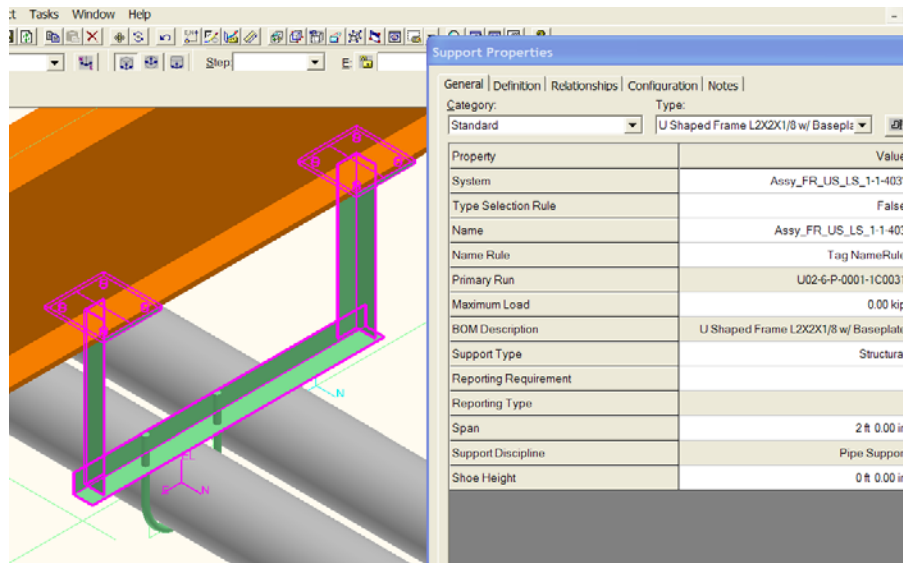 ct Tasks Window Help
Step: E:
Support Properties
General Definition Relationships Configuration Notes
Category: Type:
Standard U Shaped Frame L2X2X1/8 w/ Basepla
Property Value
System Assy_FR_US_LS_1-1-403
Type Selection Rule False
Name Assy_FR_US_LS_1-1-403
Name Rule Tag NameRule
Primary Run U02-6-P-0001-1C0031
Maximum Load 0.00 kip
BOM Description U Shaped Frame L2X2X1/8 w/ Baseplate
Support Type Structura
Reporting Requirement
Reporting Type
Span 2 ft 0.00 in
Support Discipline Pipe Suppor
Shoe Height 0 ft 0.00 in
N
EL
E N